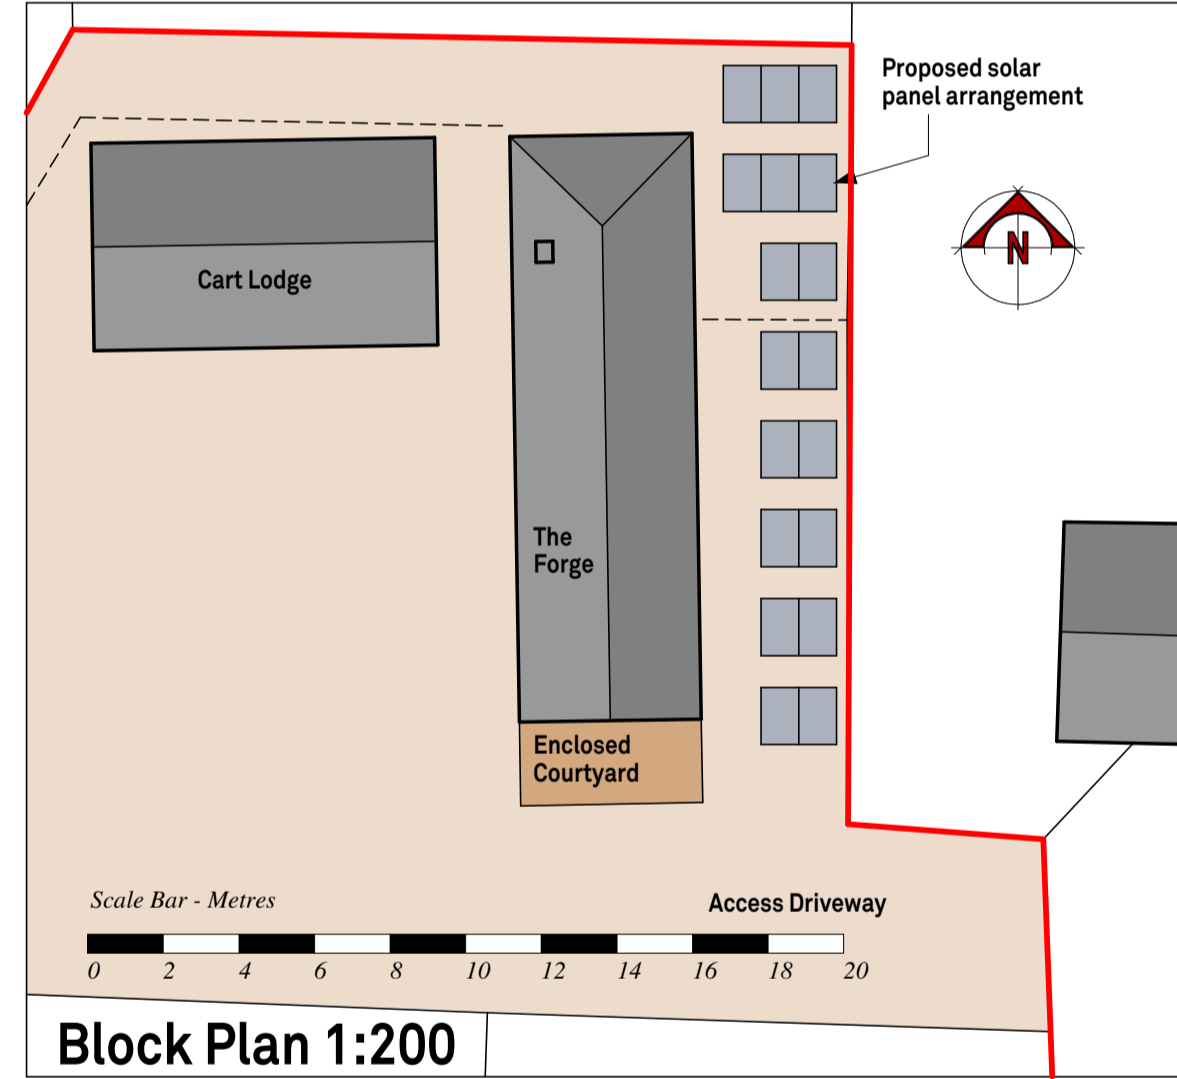 Proposed solar
panel arrangement
N
Cart Lodge
The
Forge
Enclosed
Courtyard
Scale Bar - Metres
Access Driveway
0 2 4 6 8 10 12 14 16 18 20
Block Plan 1:200